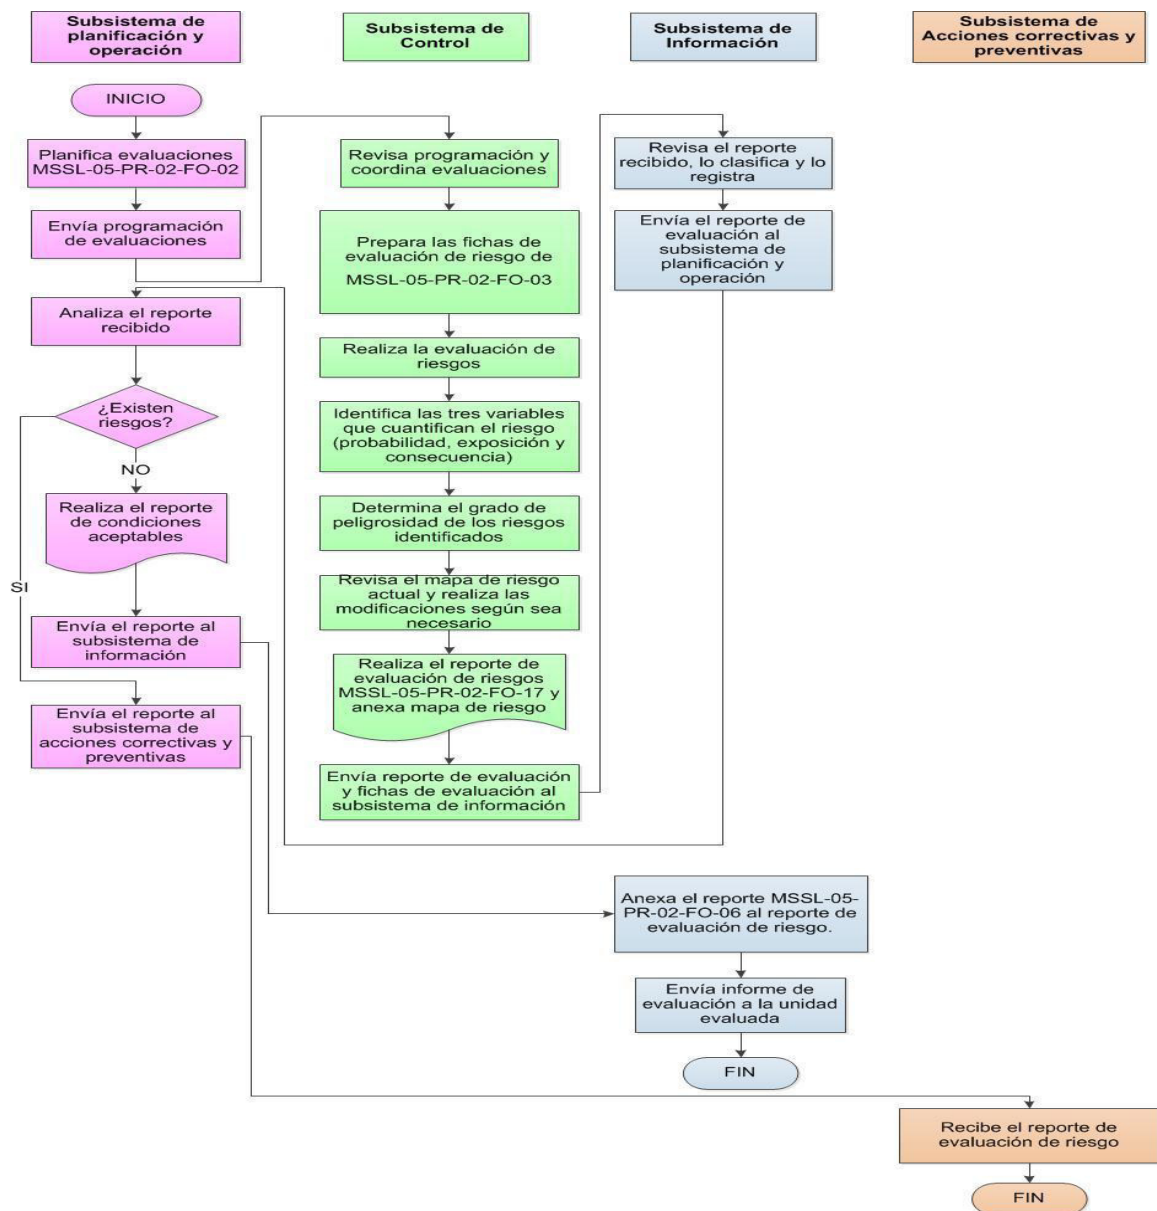 Subsistema de
planificación y
operación
Subsistema de
Control
Subsistema de
Información
Subsistema de
Acciones correctivas y
preventivas
INICIO
Planifica evaluaciones
MSSL-05-PR-02-FO-02
Envía programación
de evaluaciones
Analiza el reporte
recibido
¿Existen
riesgos?
NO
SI
Realiza el reporte
de condiciones
aceptables
Envía el reporte al
subsistema de
información
Envía el reporte al
subsistema de
acciones correctivas y
preventivas
Revisa programación y
coordina evaluaciones
Prepara las fichas de
evaluación de riesgo de
MSSL-05-PR-02-FO-03
Realiza la evaluación de
riesgos
Identifica las tres variables
que cuantifican el riesgo
(probabilidad, exposición y
consecuencia)
Determina el grado de
peligrosidad de los riesgos
identificados
Revisa el mapa de riesgo
actual y realiza las
modificaciones según sea
necesario
Realiza el reporte de
evaluación de riesgos
MSSL-05-PR-02-FO-17 y
anexa mapa de riesgo
Envía reporte de evaluación
y fichas de evaluación al
subsistema de información
Revisa el reporte
recibido, lo clasifica y lo
registra
Envía el reporte de
evaluación al
subsistema de
planificación y
operación
Anexa el reporte MSSL-05-
PR-02-FO-06 al reporte de
evaluación de riesgo.
Envía informe de
evaluación a la unidad
evaluada
FIN
Recibe el reporte de
evaluación de riesgo
FIN